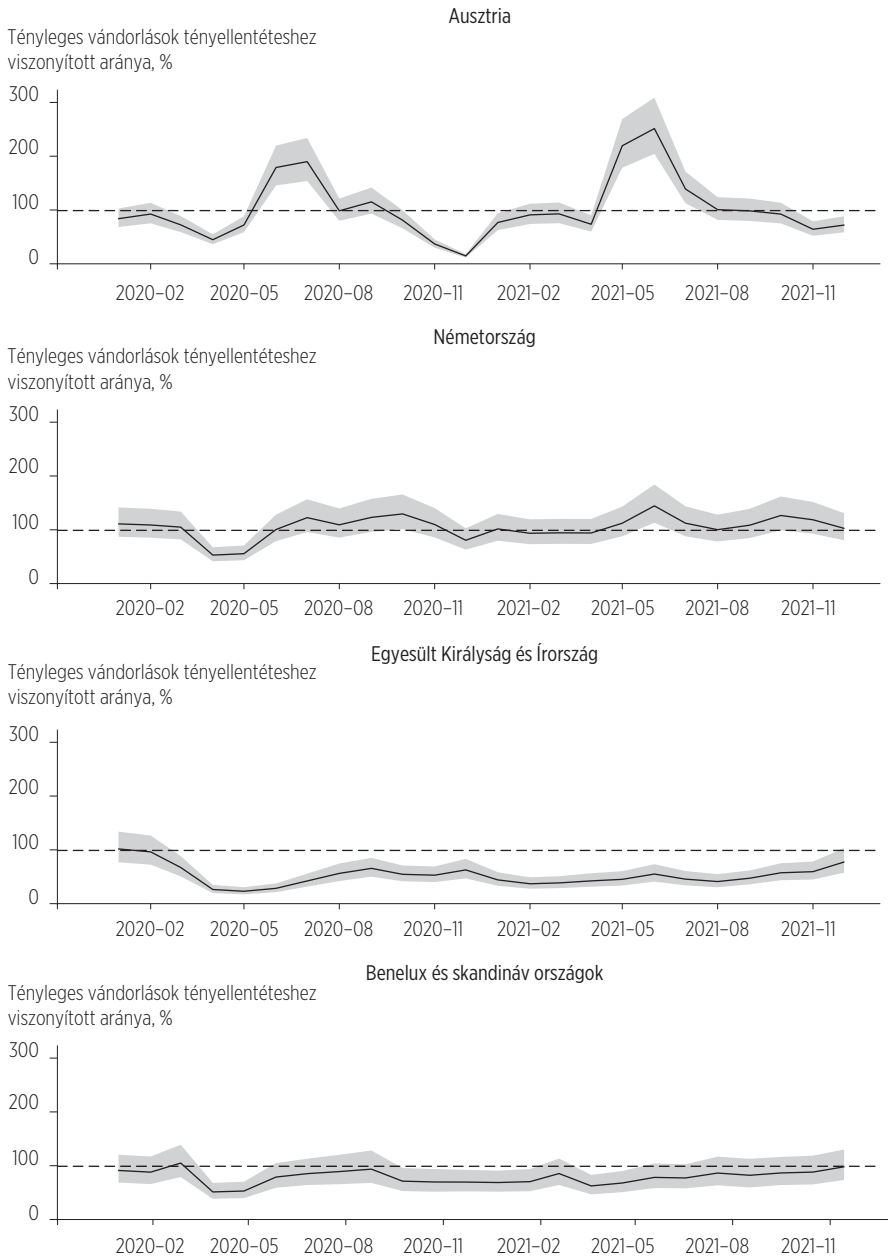 Ausztria
Tényleges vándorlások tényellentéteshez
viszonyított aránya, %
300
200
100
0
2020–02 2020–05 2020–08 2020–11 2021–02 2021–05 2021–08 2021–11
Németország
Tényleges vándorlások tényellentéteshez
viszonyított aránya, %
300
200
100
0
2020–02 2020–05 2020–08 2020–11 2021–02 2021–05 2021–08 2021–11
Egyesült Királyság és Írország
Tényleges vándorlások tényellentéteshez
viszonyított aránya, %
300
200
100
0
2020–02 2020–05 2020–08 2020–11 2021–02 2021–05 2021–08 2021–11
Benelux és skandináv országok
Tényleges vándorlások tényellentéteshez
viszonyított aránya, %
300
200
100
0
2020–02 2020–05 2020–08 2020–11 2021–02 2021–05 2021–08 2021–11